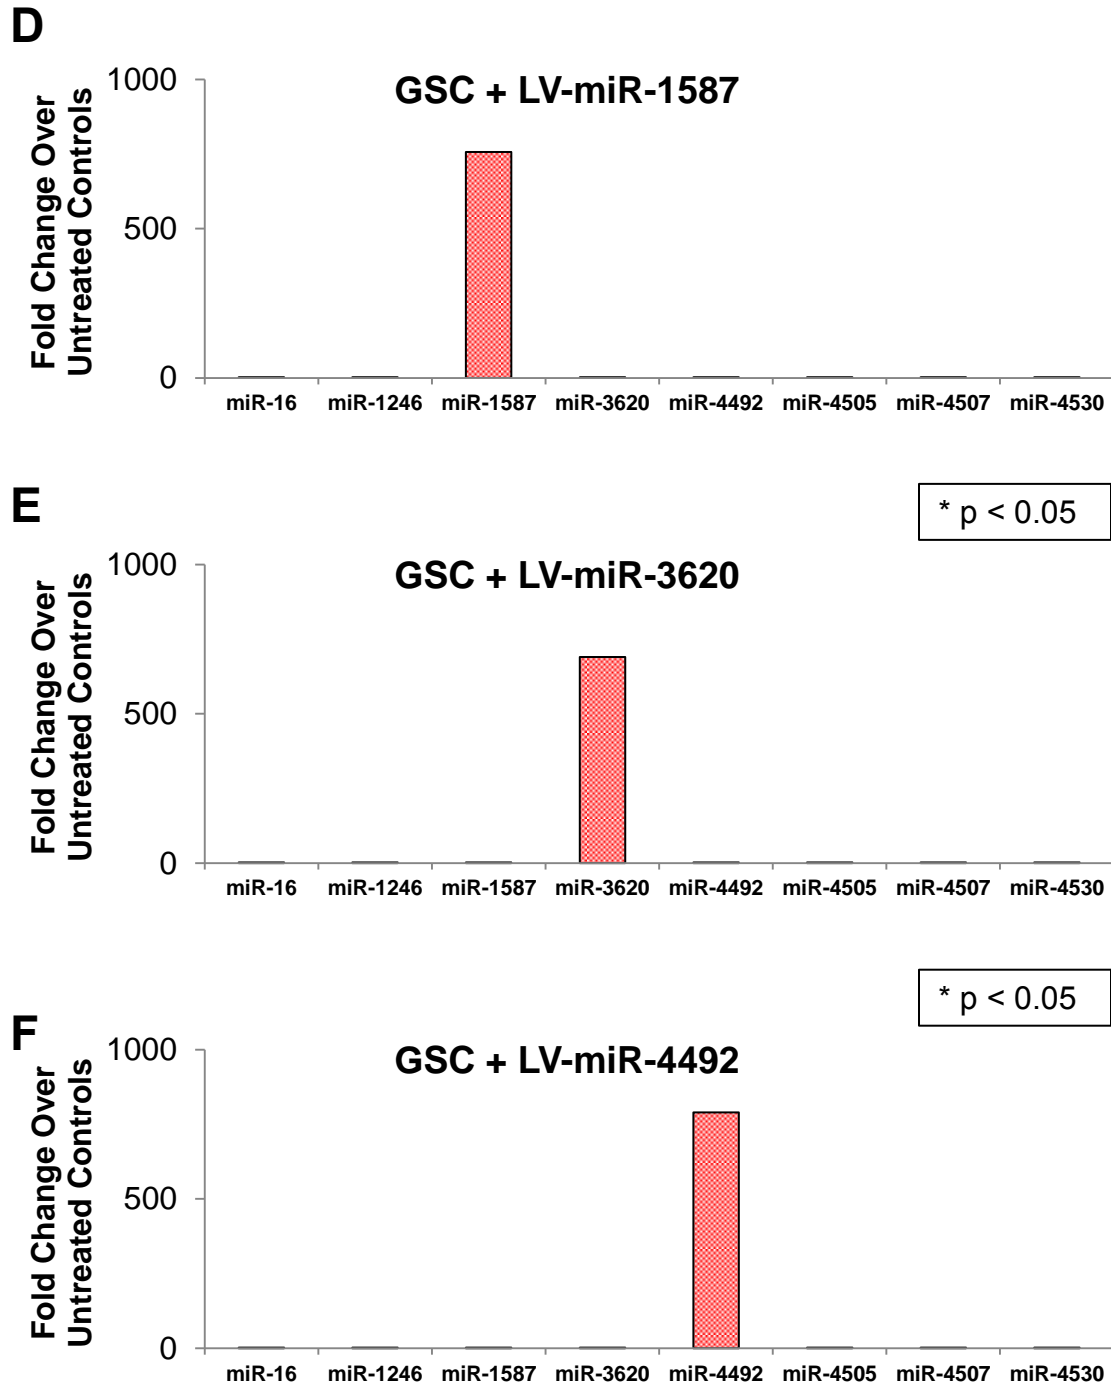 D
GSC + LV-miR-1587
Fold Change Over
Untreated Controls
1000
500
0
miR-16 miR-1246 miR-1587 miR-3620 miR-4492 miR-4505 miR-4507 miR-4530
E
* p < 0.05
GSC + LV-miR-3620
Fold Change Over
Untreated Controls
1000
500
0
miR-16 miR-1246 miR-1587 miR-3620 miR-4492 miR-4505 miR-4507 miR-4530
F
* p < 0.05
GSC + LV-miR-4492
Fold Change Over
Untreated Controls
1000
500
0
miR-16 miR-1246 miR-1587 miR-3620 miR-4492 miR-4505 miR-4507 miR-4530